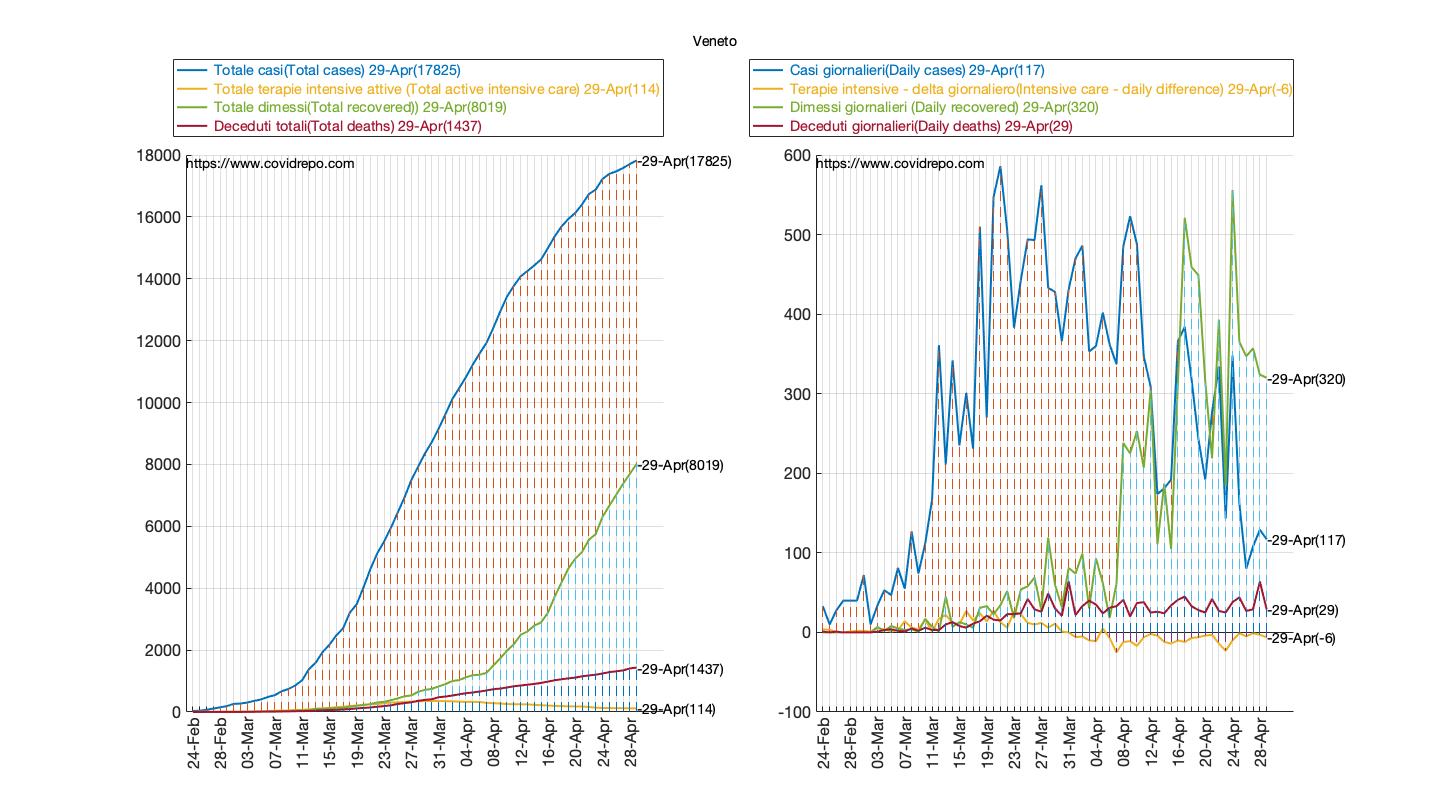 Veneto
Totale casi(Total cases) 29-Apr(17825)
Totale terapie intensive attive (Total active intensive care) 29-Apr(114)
Totale dimessi(Total recovered)) 29-Apr(8019)
Deceduti totali(Total deaths) 29-Apr(1437)
Casi giornalieri(Daily cases) 29-Apr(117)
Terapie intensive - delta giornaliero(Intensive care - daily difference) 29-Apr(-6)
Dimessi giornalieri (Daily recovered) 29-Apr(320)
Deceduti giornalieri(Daily deaths) 29-Apr(29)
https://www.covidrepo.com
18000
16000
14000
12000
10000
8000
6000
4000
2000
0
-29-Apr(17825)
-29-Apr(8019)
-29-Apr(1437)
-29-Apr(114)
24-Feb
28-Feb
03-Mar
07-Mar
11-Mar
15-Mar
19-Mar
23-Mar
27-Mar
31-Mar
04-Apr
08-Apr
12-Apr
16-Apr
20-Apr
24-Apr
28-Apr
https://www.covidrepo.com
600
500
400
300
200
100
0
-100
-29-Apr(320)
-29-Apr(117)
-29-Apr(29)
-29-Apr(-6)
24-Feb
28-Feb
03-Mar
07-Mar
11-Mar
15-Mar
19-Mar
23-Mar
27-Mar
31-Mar
04-Apr
08-Apr
12-Apr
16-Apr
20-Apr
24-Apr
28-Apr